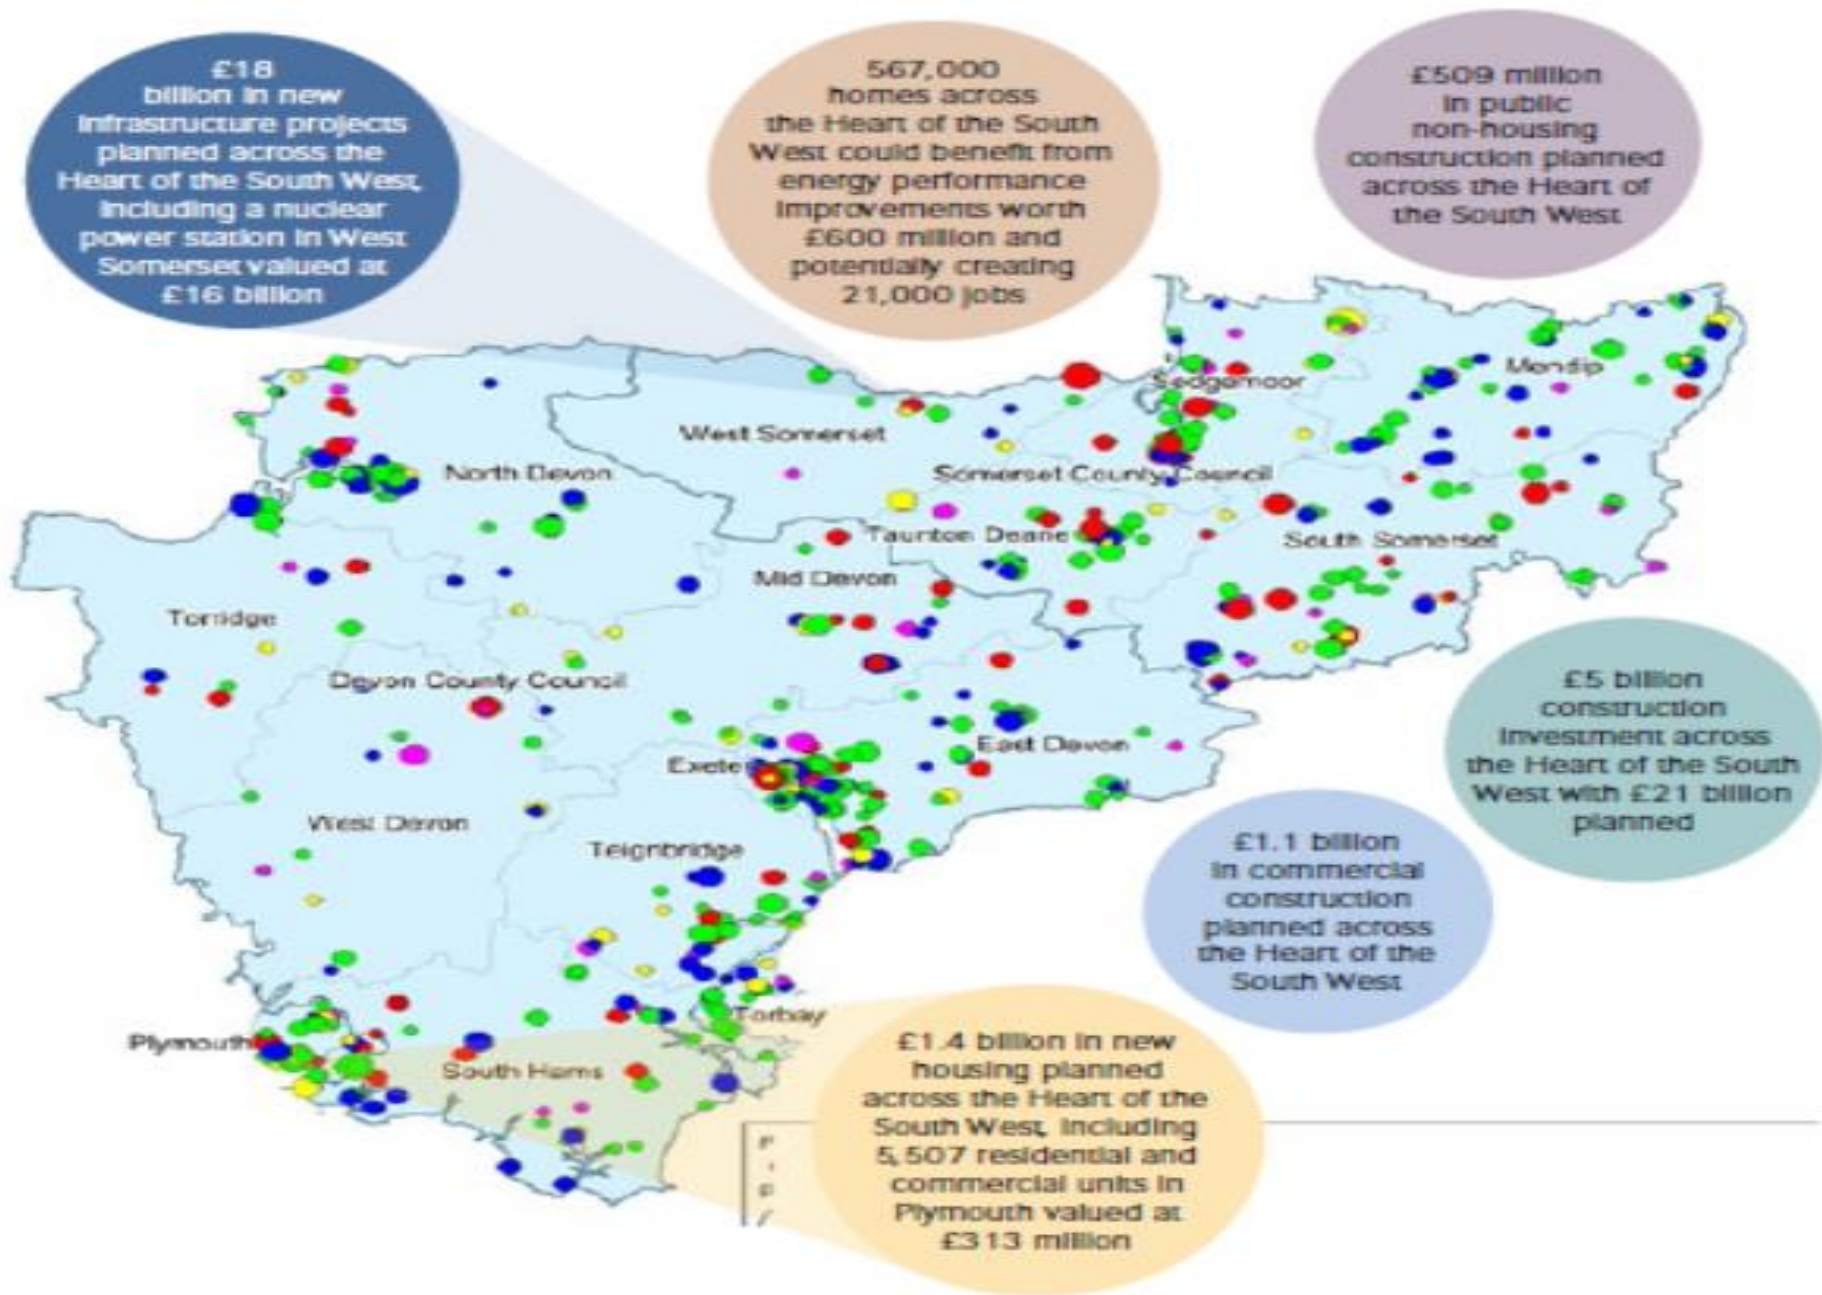 £18
billion in new
infrastructure projects
planned across the
Heart of the South West,
including a nuclear
power station in West
Somerset valued at
£16 billion
567,000
homes across
the Heart of the South
West could benefit from
energy performance
improvements worth
£600 million and
potentially creating
21,000 jobs
£509 million
in public
non-housing
construction planned
across the Heart of
the South West
Sedgemoor
Mendip
West Somerset
North Devon
Somerset County Council
Taunton Deane
South Somerset
Mid Devon
Torridge
Devon County Council
East Devon
Exeter
West Devon
Teignbridge
£5 billion
construction
investment across
the Heart of the South
West with £21 billion
planned
£1.1 billion
in commercial
construction
planned across
the Heart of the
South West
Torbay
Plymouth
South Hams
£1.4 billion in new
housing planned
across the Heart of the
South West, including
5,507 residential and
commercial units in
Plymouth valued at
£313 million